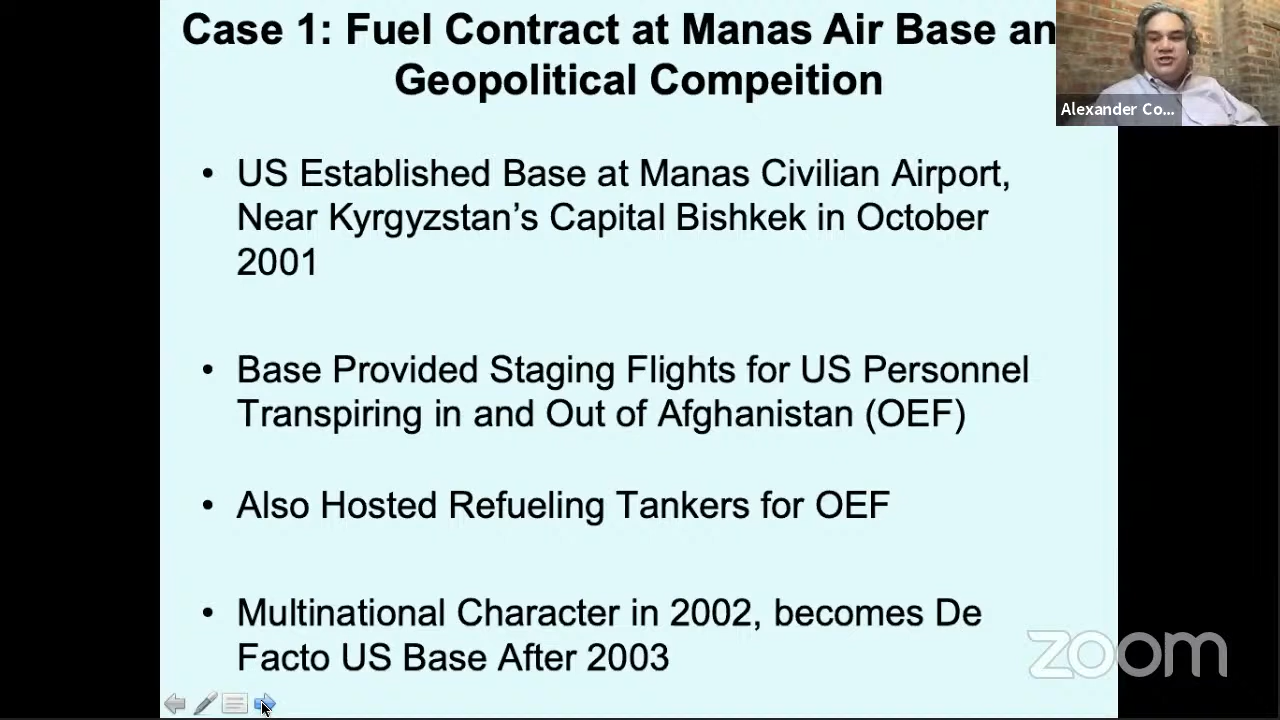 Case 1: Fuel Contract at Manas Air Base an
Geopolitical Compeition
• US Established Base at Manas Civilian Airport,
Near Kyrgyzstan’s Capital Bishkek in October
2001
• Base Provided Staging Flights for US Personnel
Transpiring in and Out of Afghanistan (OEF)
• Also Hosted Refueling Tankers for OEF
• Multinational Character in 2002, becomes De
Facto US Base After 2003
Alexander Co...
zoom